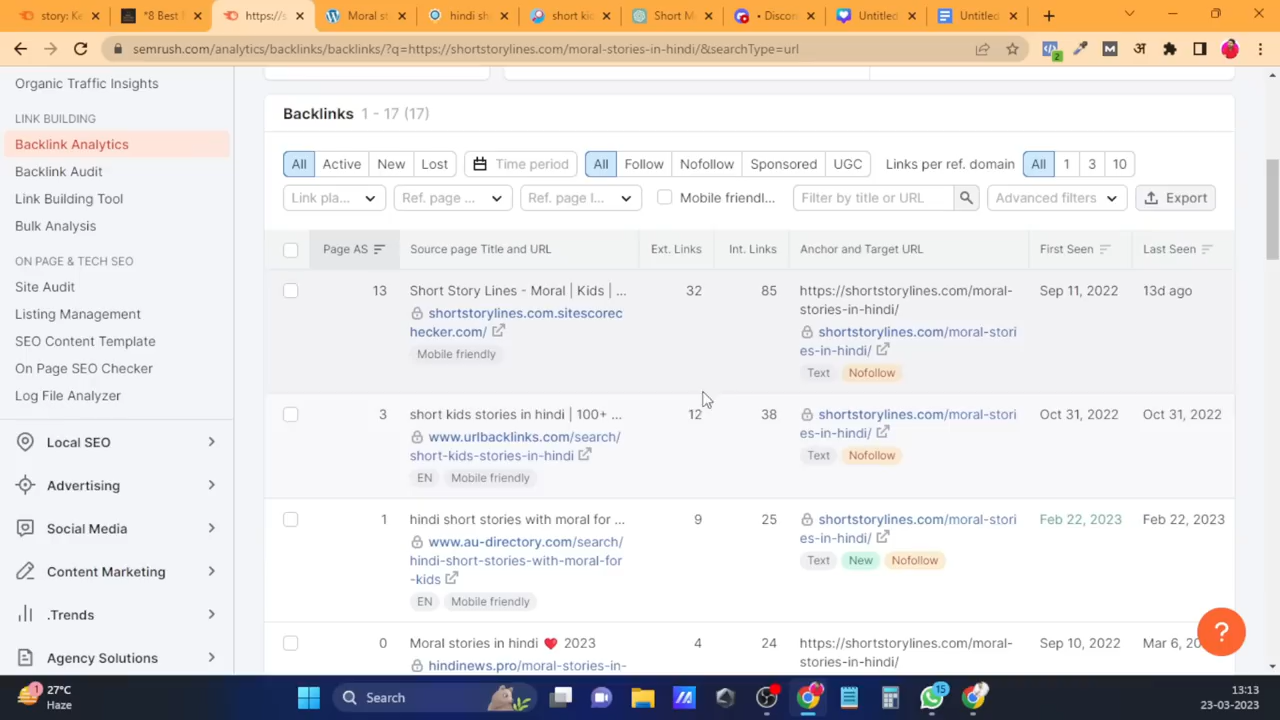 story: Ke
*8 Best
https://s
Moral st
hindi sh
short kid
Short M
• Discon
Untitled
Untitled
semrush.com/analytics/backlinks/backlinks/?q=https://shortstorylines.com/moral-stories-in-hindi/&searchType=url
2
M
अ
Organic Traffic Insights
LINK BUILDING
Backlink Analytics
Backlink Audit
Link Building Tool
Bulk Analysis
ON PAGE & TECH SEO
Site Audit
Listing Management
SEO Content Template
On Page SEO Checker
Log File Analyzer
Local SEO
Advertising
Social Media
Content Marketing
.Trends
Agency Solutions
Backlinks 1 - 17 (17)
All Active New Lost Time period All Follow Nofollow Sponsored UGC Links per ref. domain All 1 3 10
Link pla... Ref. page ... Ref. page l... Mobile friendl... Filter by title or URL Advanced filters Export
Page AS Source page Title and URL Ext. Links Int. Links Anchor and Target URL First Seen Last Seen
13 Short Story Lines - Moral | Kids | ... 32 85 https://shortstorylines.com/moral- Sep 11, 2022 13d ago
stories-in-hindi/
shortstorylines.com.sitescorec
hecker.com/
shortstorylines.com/moral-stori
es-in-hindi/
Mobile friendly
Text Nofollow
3 short kids stories in hindi | 100+ ... 12 38 shortstorylines.com/moral-stori Oct 31, 2022 Oct 31, 2022
es-in-hindi/
www.urlbacklinks.com/search/
short-kids-stories-in-hindi
Text Nofollow
EN Mobile friendly
1 hindi short stories with moral for ... 9 25 shortstorylines.com/moral-stori Feb 22, 2023 Feb 22, 2023
es-in-hindi/
www.au-directory.com/search/
hindi-short-stories-with-moral-for
-kids
Text New Nofollow
EN Mobile friendly
0 Moral stories in hindi ❤️ 2023 4 24 https://shortstorylines.com/moral- Sep 10, 2022 Mar 6, 20
stories-in-hindi/
hindinews.pro/moral-stories-in-
?
1
27°C
Haze
Search
15
13:13
23-03-2023